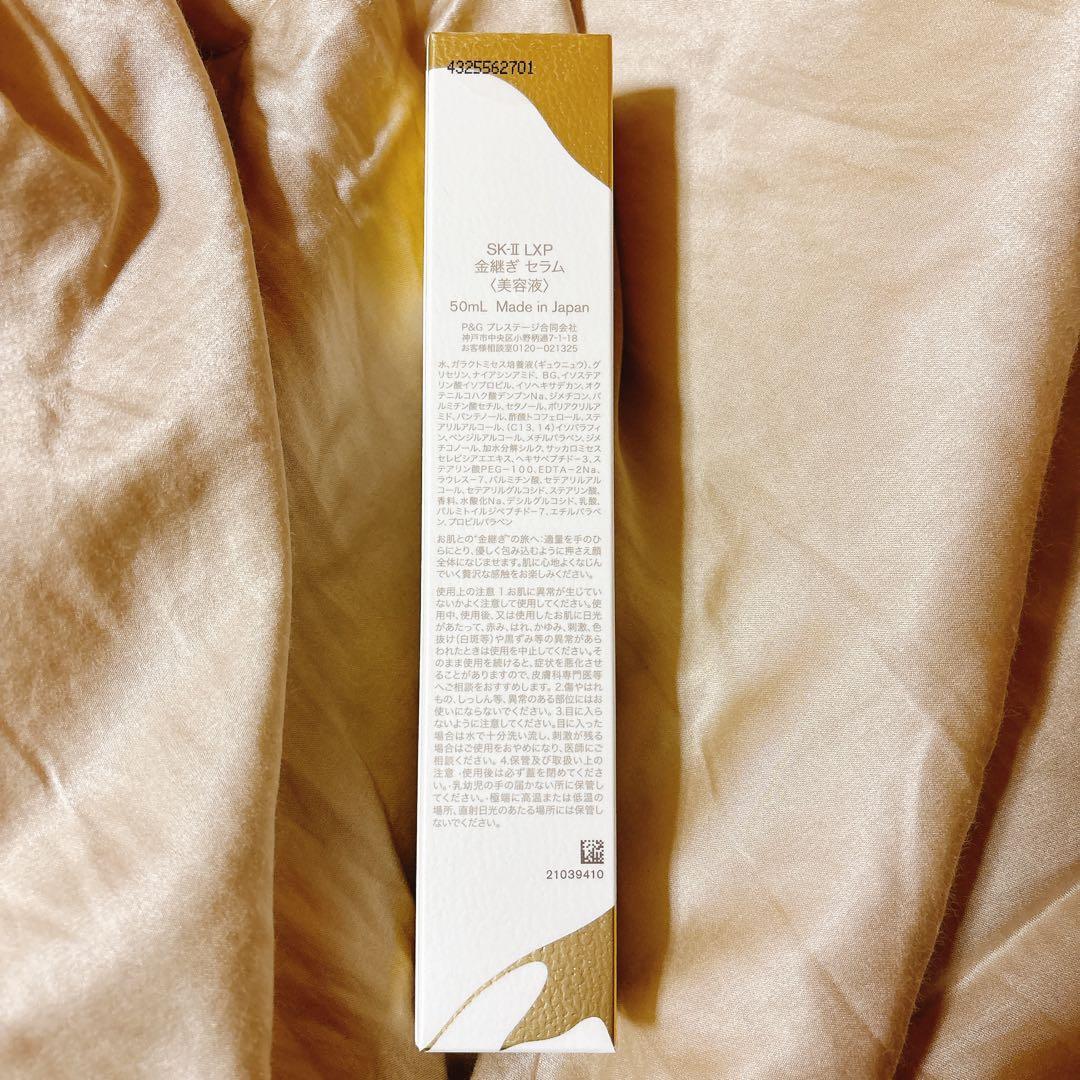 4325562701
SK-II LXP
金継ぎ セラム
〈美容液〉
50mL Made in Japan
P&G プレステージ合同会社
神戸市中央区小野柄通7-1-18
お客様相談室0120-021325
水、ガラクトミセス培養液（ギュウニュウ）、グ
リセリン、ナイアシンアミド、BG、イソステア
リン酸イソプロピル、イソヘキサデカン、オク
テニルコハク酸デンプンNa、ジメチコン、パ
ルミチン酸セチル、セタノール、ポリアクリルア
ミド、パンテノール、酢酸トコフェロール、ステ
アリルアルコール、(C13,14)イソパラフィ
ン、ベンジルアルコール、メチルパラベン、ジメ
チコノール、加水分解シルク、サッカロミセス
セレビシアエエキス、ヘキサペプチド-3、ス
テアリン酸PEG-100、EDTA-2Na、
ラウレス-7、パルミチン酸、セテアリルアル
コール、セテアリルグルコシド、ステアリン酸、
香料、水酸化Na、デシルグルコシド、乳酸、
パルミトイルジペプチド-7、エチルパラベ
ン、プロピルパラベン
お肌との“金継ぎ”の旅へ：適量を手のひ
らにとり、優しく包み込むように押さえ顔
全体になじませます。肌に心地よくなじん
でいく贅沢な感触をお楽しみください。
使用上の注意 1.お肌に異常が生じてい
ないかよく注意して使用してください。使
用中、使用後、又は使用したお肌に日光
があたって、赤み、はれ、かゆみ、刺激、色
抜け（白斑等）や黒ずみ等の異常があら
われたときは使用を中止してください。そ
のまま使用を続けると、症状を悪化させ
ることがありますので、皮膚科専門医等
へご相談をおすすめします。2.傷やはれ
もの、しっしん等、異常のある部位にはお
使いにならないでください。3.目に入ら
ないように注意してください。目に入った
場合は水で十分洗い流し、刺激が残る
場合はご使用をおやめになり、医師にご
相談ください。4.保管及び取扱い上の
注意 ・使用後は必ず蓋を閉めてくださ
い。・乳幼児の手の届かない所に保管し
てください。・極端に高温または低温の
場所、直射日光のあたる場所には保管し
ないでください。
21039410